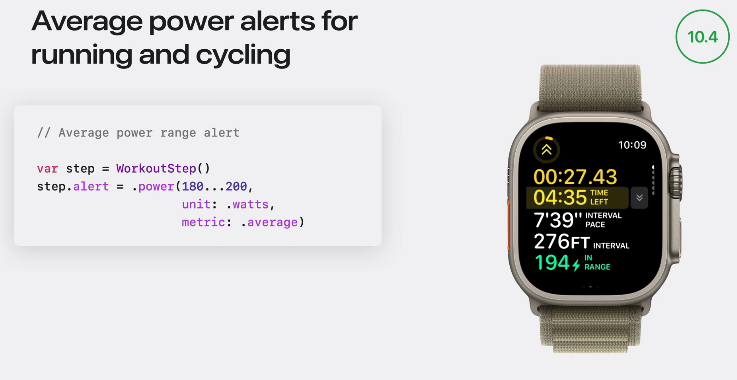 Average power alerts for
running and cycling
10.4
// Average power range alert
var step = WorkoutStep()
step.alert = .power(180...200,
unit: .watts,
metric: .average)
10:09
00:27.43
04:35 TIME LEFT
7'39" INTERVAL PACE
276FT INTERVAL
194 IN RANGE